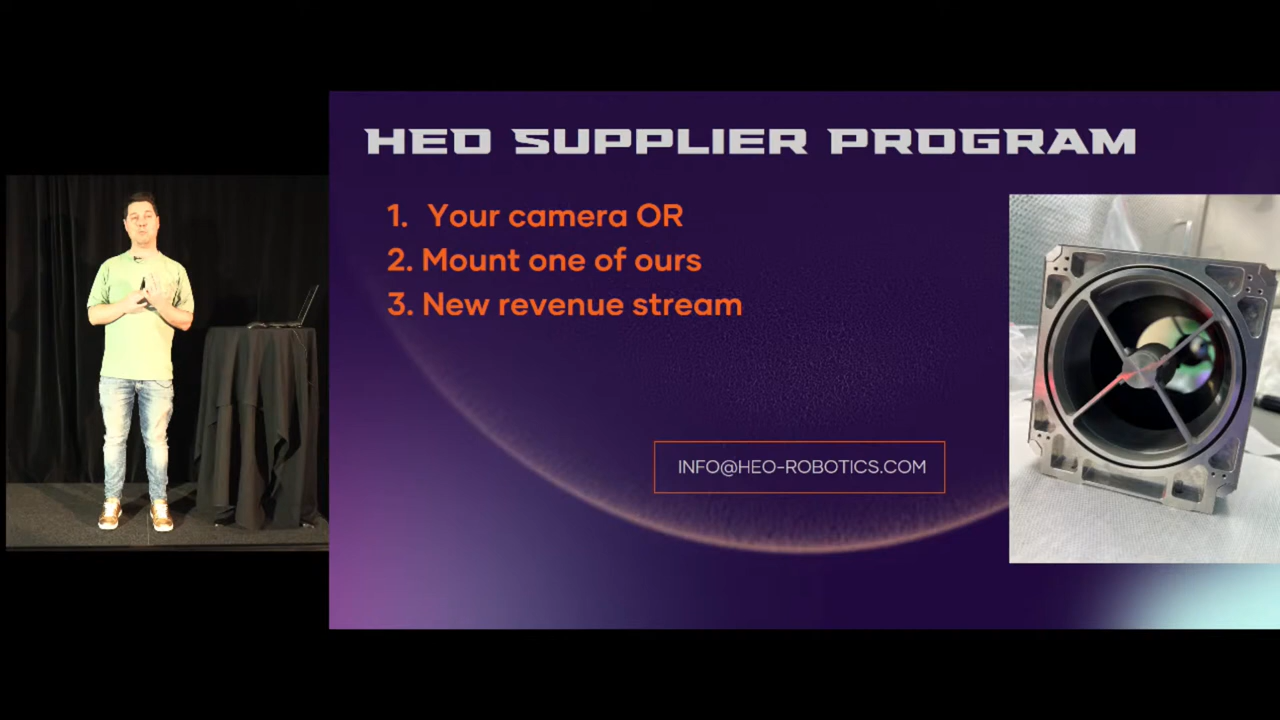 HEO SUPPLIER PROGRAM
1. Your camera OR
2. Mount one of ours
3. New revenue stream
INFO@HEO-ROBOTICS.COM